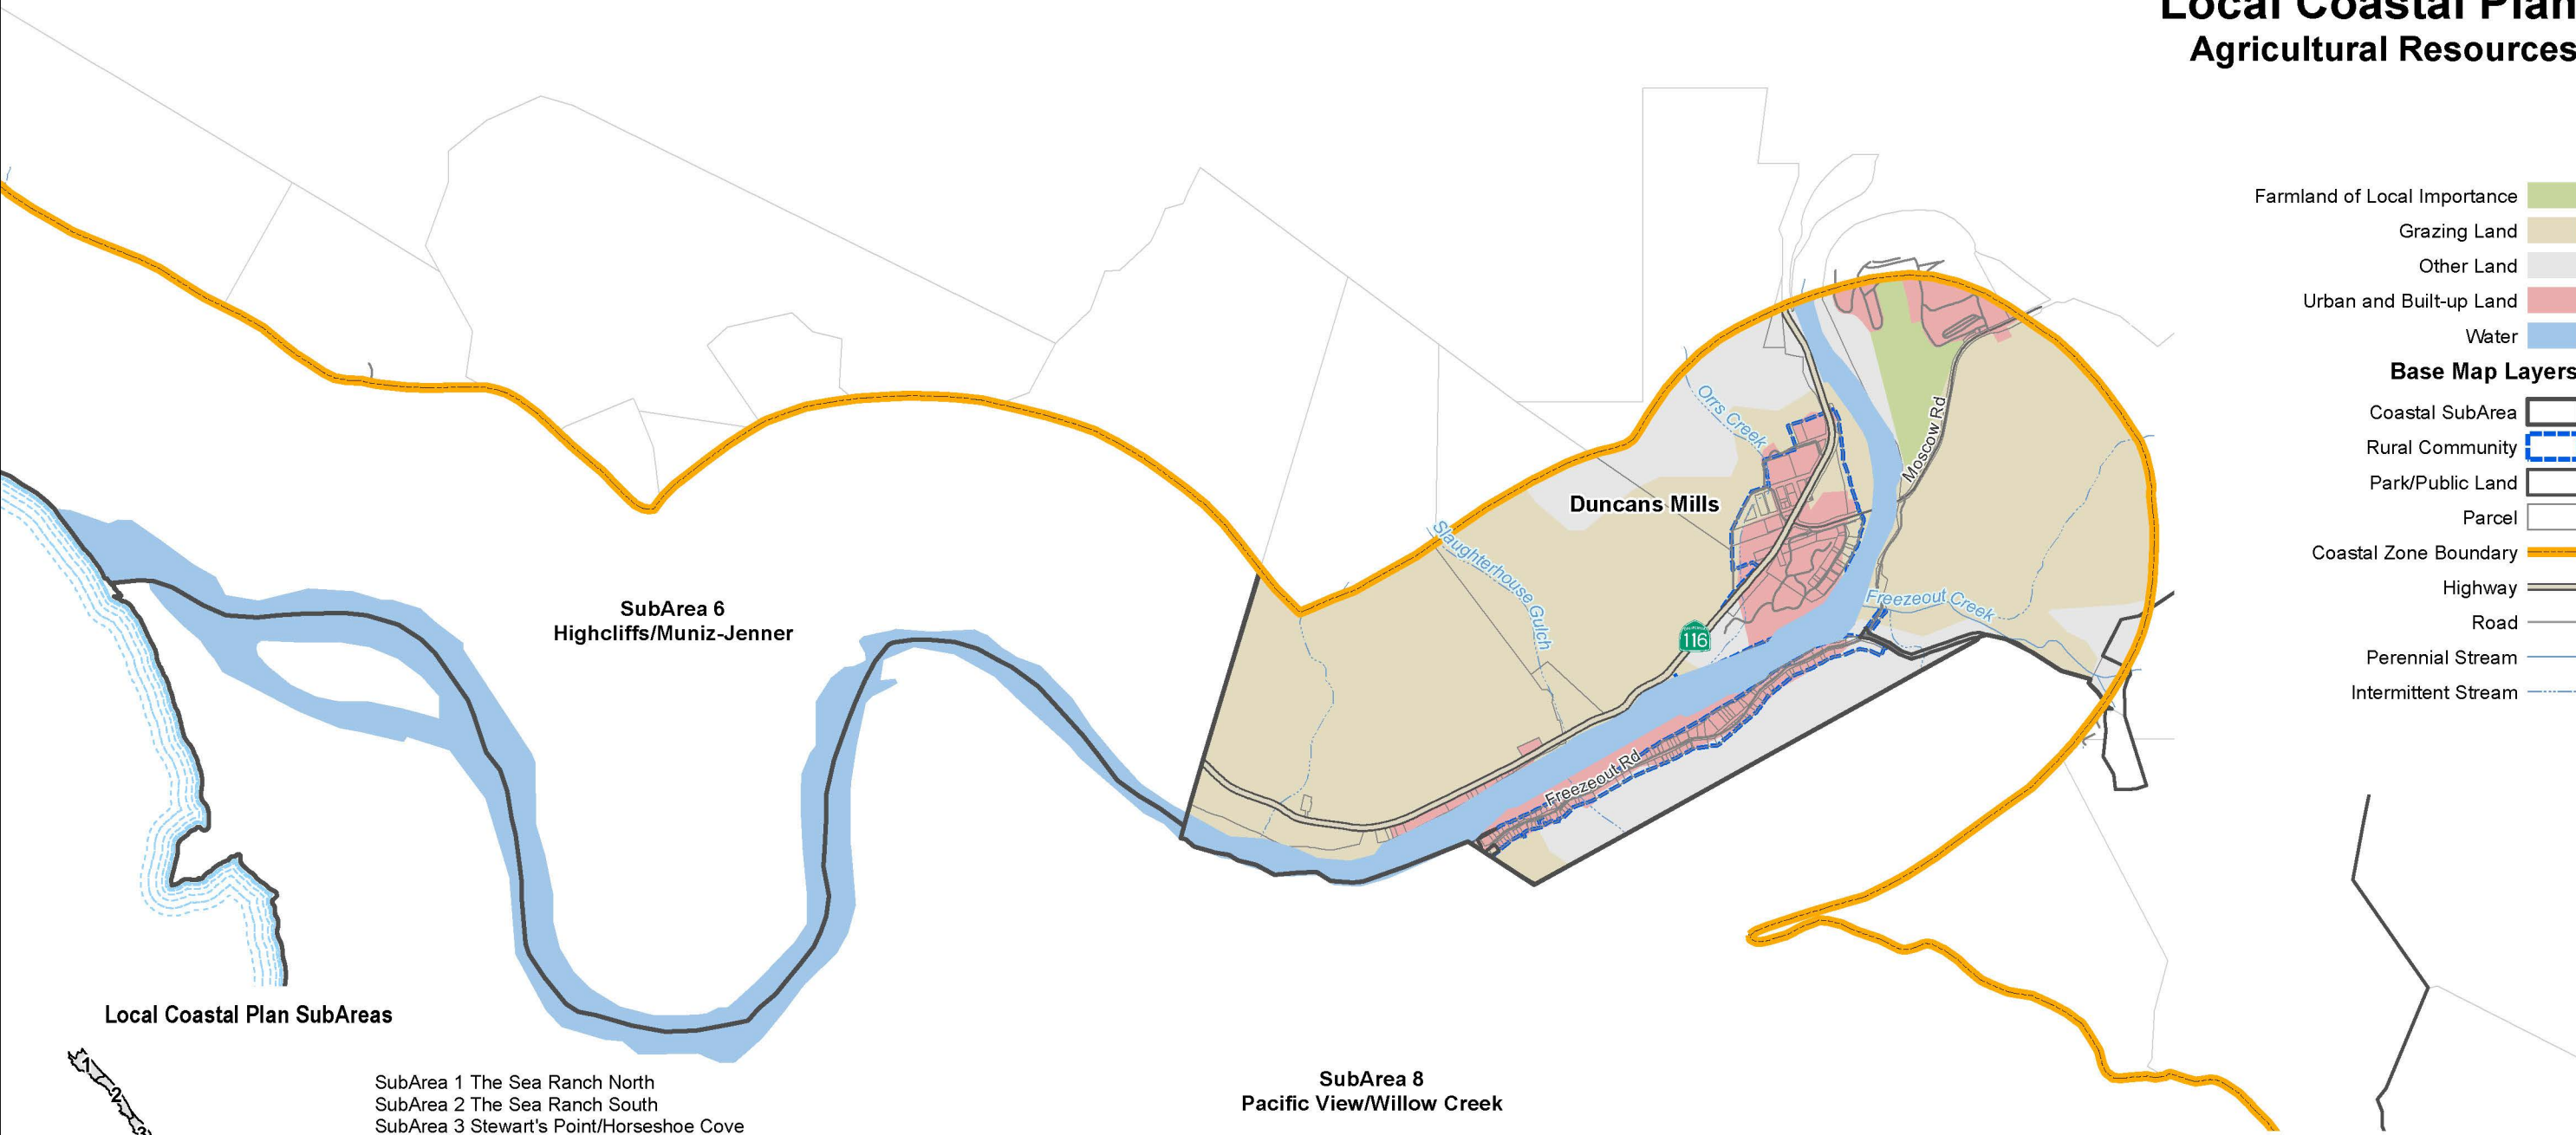 Local Coastal Plan
Agricultural Resources
Farmland of Local Importance
Grazing Land
Other Land
Urban and Built-up Land
Water
Base Map Layers
Coastal SubArea
Rural Community
Park/Public Land
Parcel
Coastal Zone Boundary
Highway
Road
Perennial Stream
Intermittent Stream
Orrs Creek
Moscow Rd
Duncans Mills
Slaughterhouse Gulch
Freezeout Creek
116
Freezeout Rd
SubArea 6
Highcliffs/Muniz-Jenner
SubArea 8
Pacific View/Willow Creek
Local Coastal Plan SubAreas
1
2
3
SubArea 1 The Sea Ranch North
SubArea 2 The Sea Ranch South
SubArea 3 Stewart's Point/Horseshoe Cove